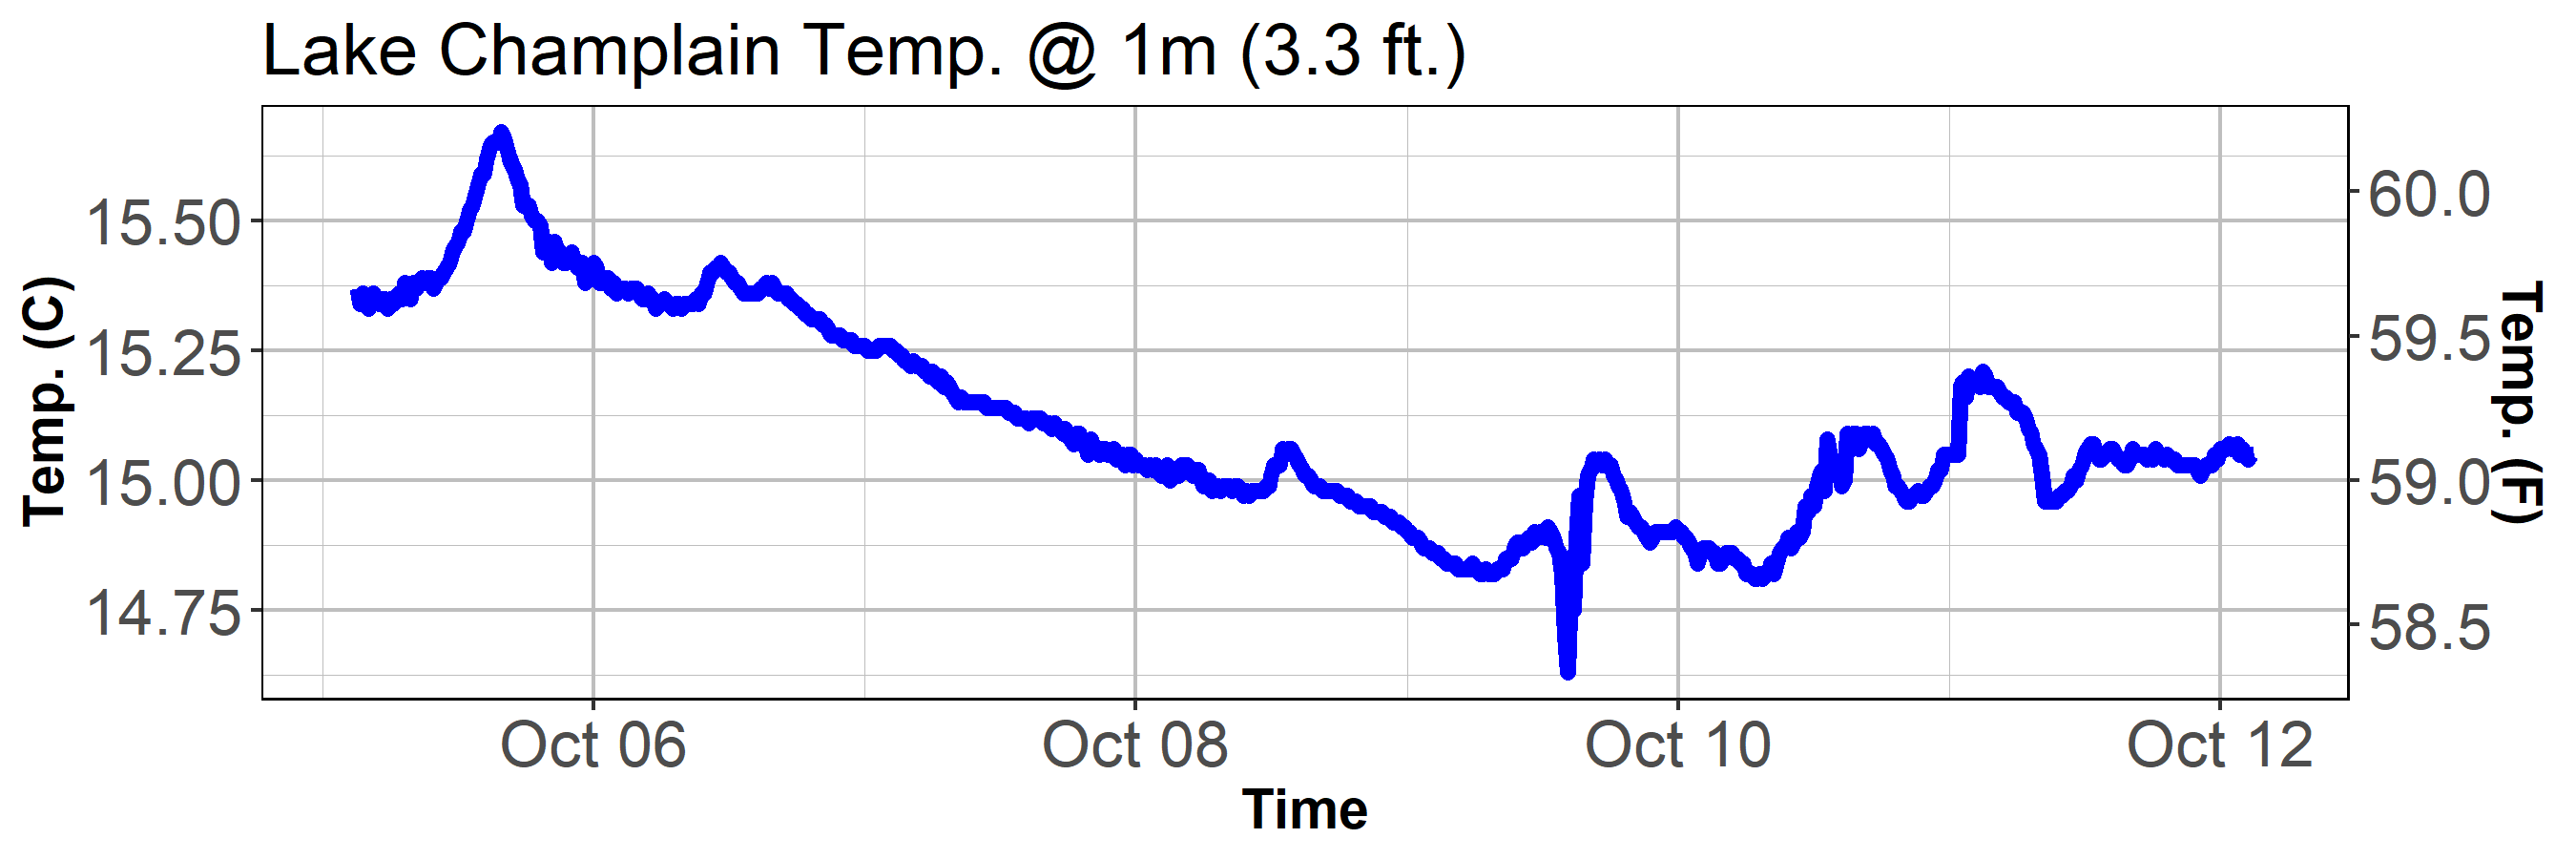 Lake Champlain Temp. @ 1m (3.3 ft.)
Temp. (C)
15.50
15.25
15.00
14.75
60.0
59.5
59.0
58.5
Temp. (F)
Oct 06
Oct 08
Oct 10
Oct 12
Time